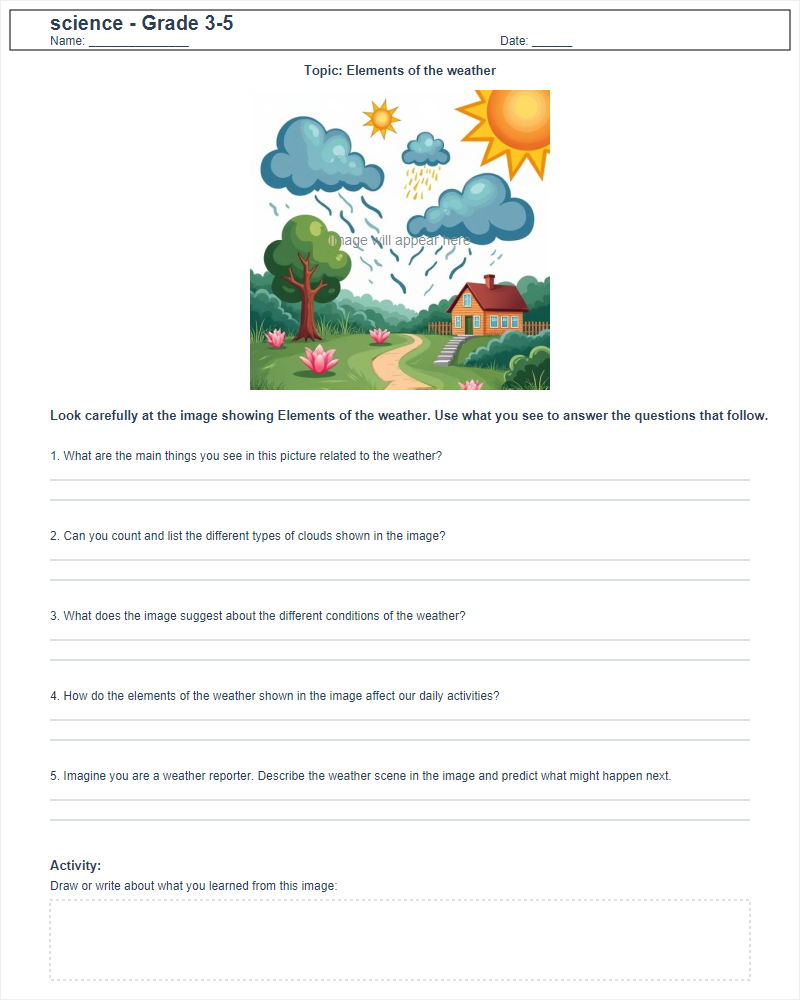 science - Grade 3-5
Name: _______________ Date: ______
Topic: Elements of the weather
Image will appear here
Look carefully at the image showing Elements of the weather. Use what you see to answer the questions that follow.
1. What are the main things you see in this picture related to the weather?
2. Can you count and list the different types of clouds shown in the image?
3. What does the image suggest about the different conditions of the weather?
4. How do the elements of the weather shown in the image affect our daily activities?
5. Imagine you are a weather reporter. Describe the weather scene in the image and predict what might happen next.
Activity:
Draw or write about what you learned from this image: